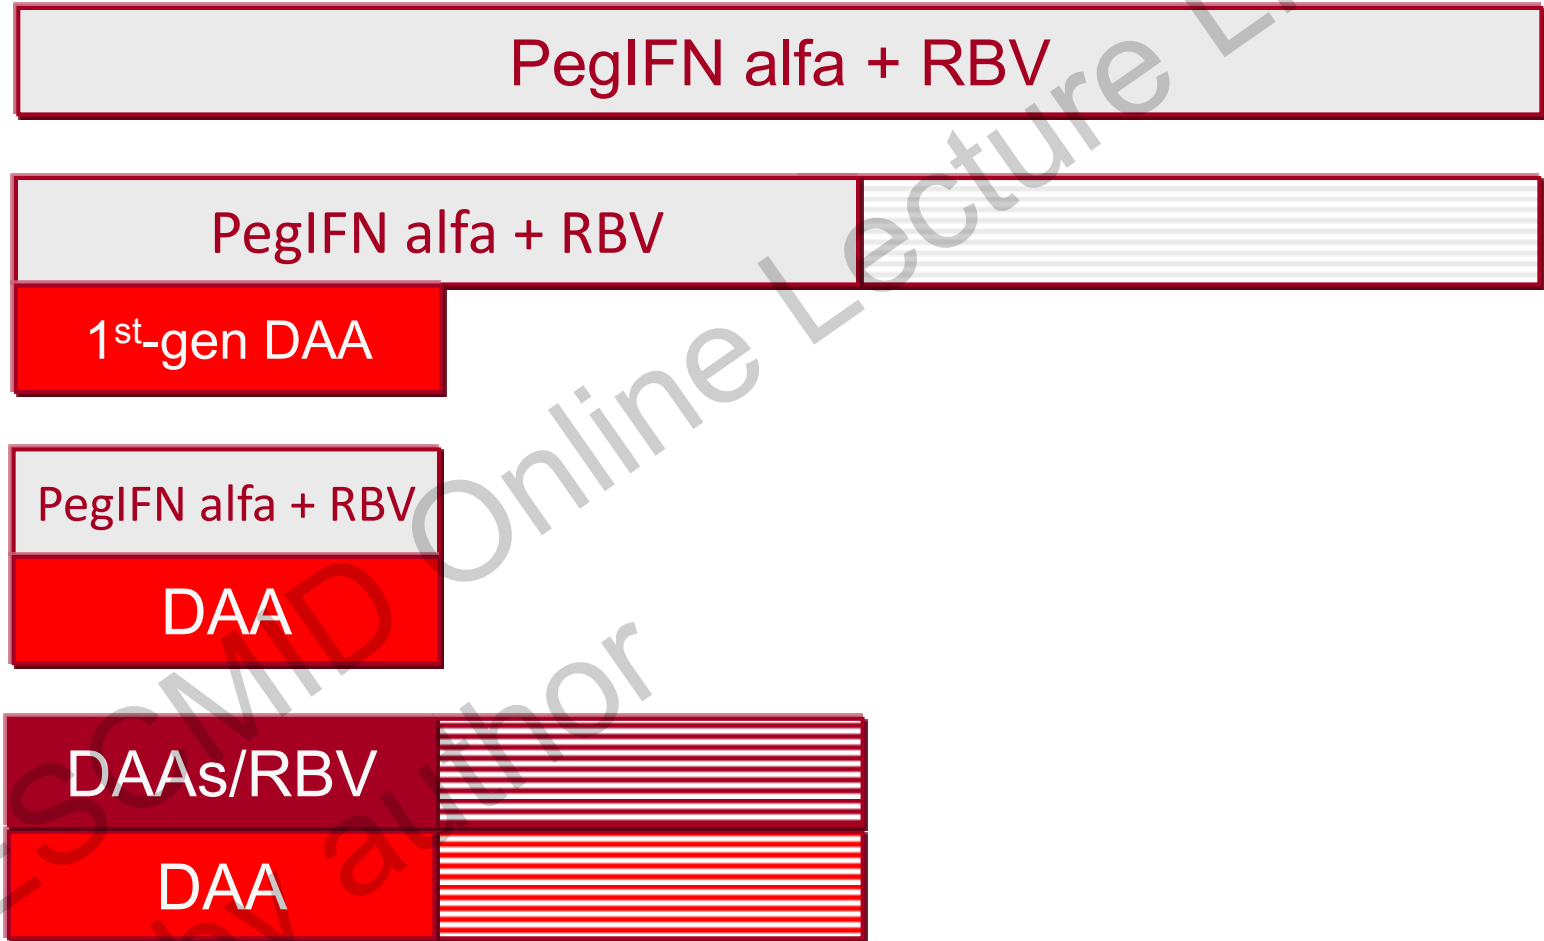 PegIFN alfa + RBV
PegIFN alfa + RBV
1st-gen DAA
PegIFN alfa + RBV
DAA
DAAs/RBV
DAA
ESCMID Online Lecture
by author